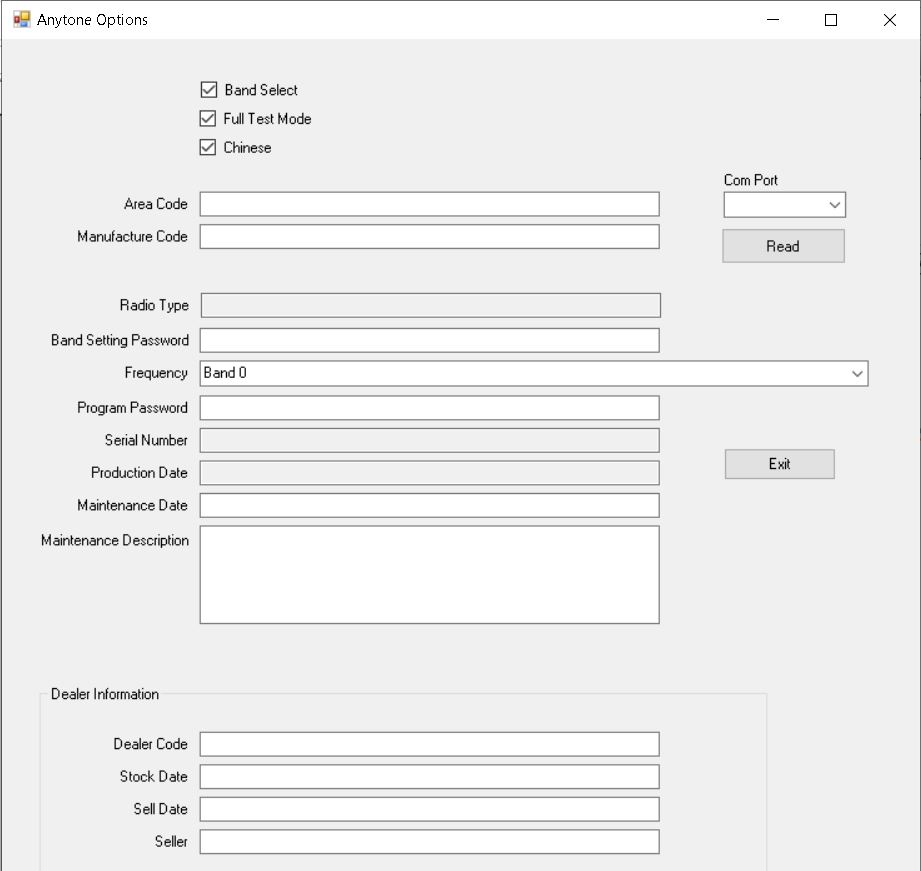 Anytone Options
Band Select
Full Test Mode
Chinese
Com Port
Area Code
Manufacture Code
Read
Radio Type
Band Setting Password
Frequency Band 0
Program Password
Serial Number
Exit
Production Date
Maintenance Date
Maintenance Description
Dealer Information
Dealer Code
Stock Date
Sell Date
Seller